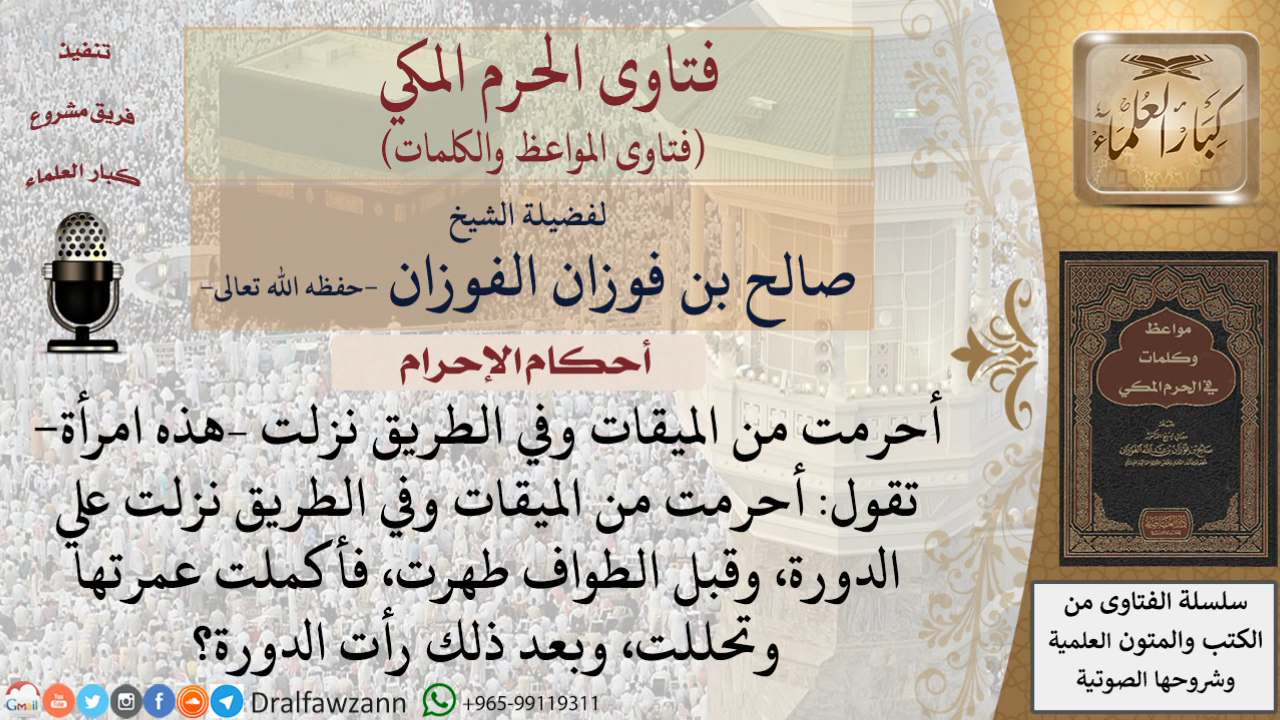 تنفيذ
فريق مشروع
كبار العلماء
فتاوى الحرم المكي
(فتاوى المواعظ والكلمات)
لفضيلة الشيخ
صالح بن فوزان الفوزان -حفظه الله تعالى-
أحكام الإحرام
أحرمت من الميقات وفي الطريق نزلت -هذه امرأة-
تقول: أحرمت من الميقات وفي الطريق نزلت علي
الدورة، وقبل الطواف طهرت، فأكملت عمرتها
وتحللت، وبعد ذلك رأت الدورة؟
كبار العلماء
مواعظ
وكلمات
في الحرم المكي
سلسلة الفتاوى من
الكتب والمتون العلمية
وشروحها الصوتية
Gmail
You Tube
Dralfawzann
+965-99119311